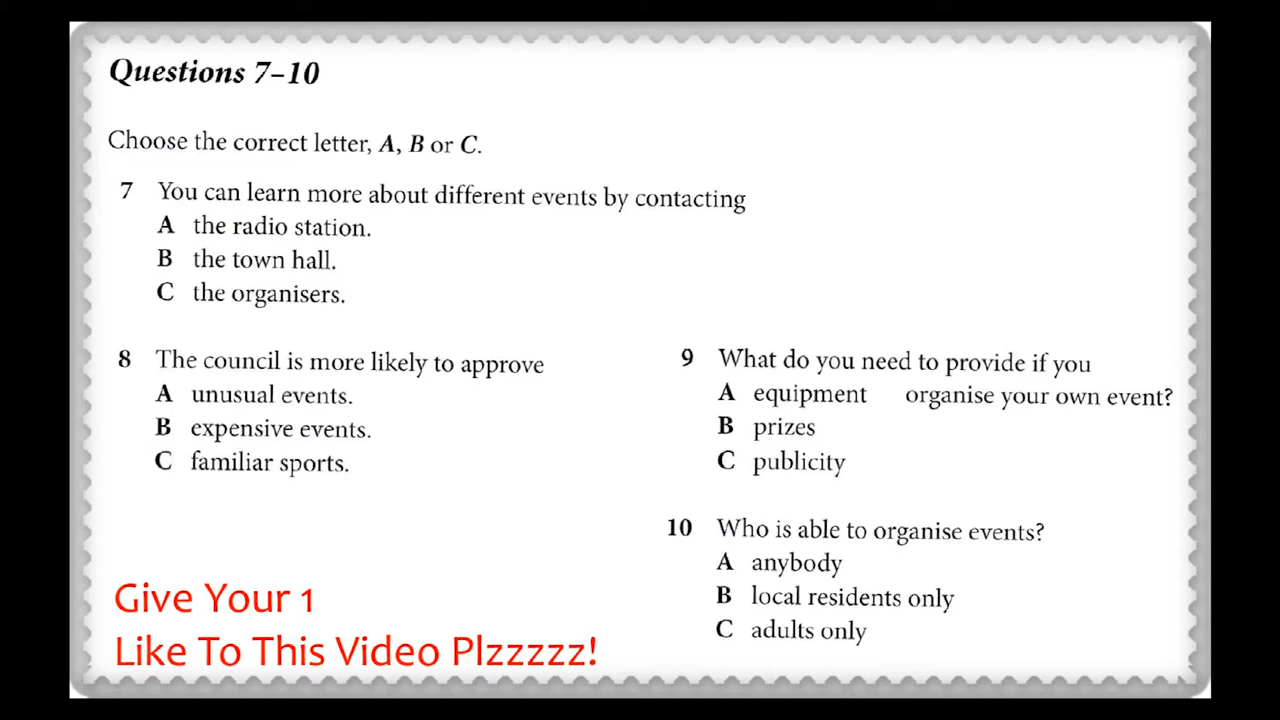 Questions 7–10
Choose the correct letter, A, B or C.
7 You can learn more about different events by contacting
A the radio station.
B the town hall.
C the organisers.
8 The council is more likely to approve
A unusual events.
B expensive events.
C familiar sports.
9 What do you need to provide if you
A equipment organise your own event?
B prizes
C publicity
10 Who is able to organise events?
A anybody
B local residents only
C adults only
Give Your 1
Like To This Video Plzzzzz!